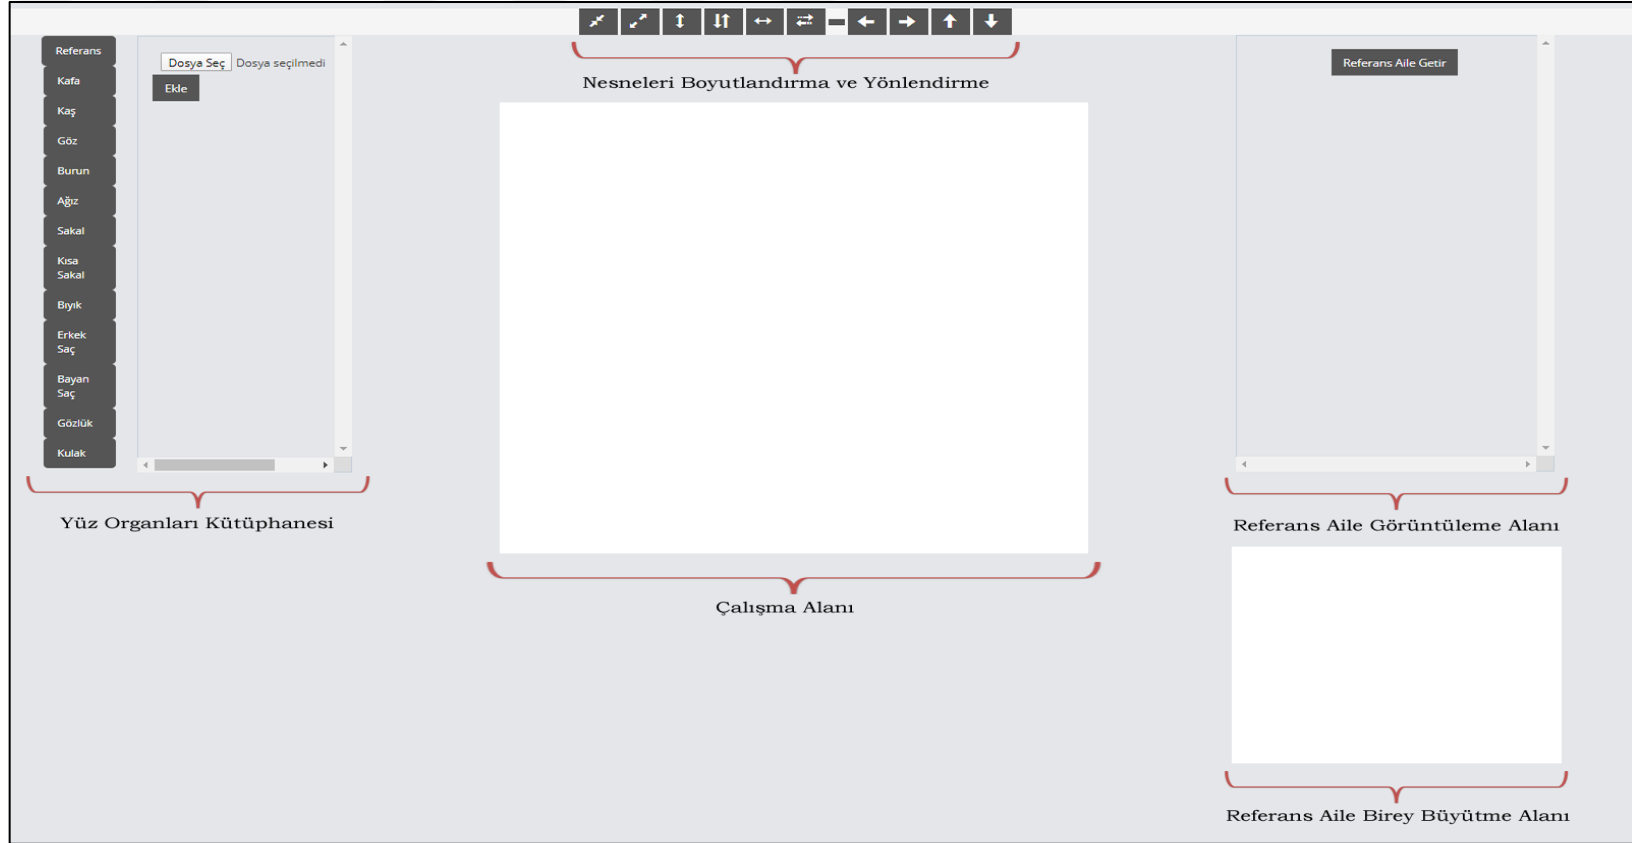 Referans
Kafa
Kaş
Göz
Burun
Ağız
Sakal
Kısa
Sakal
Bıyık
Erkek
Saç
Bayan
Saç
Gözlük
Kulak
Dosya Seç Dosya seçilmedi
Ekle
Yüz Organları Kütüphanesi
Nesneleri Boyutlandırma ve Yönlendirme
Çalışma Alanı
Referans Aile Getir
Referans Aile Görüntüleme Alanı
Referans Aile Birey Büyütme Alanı